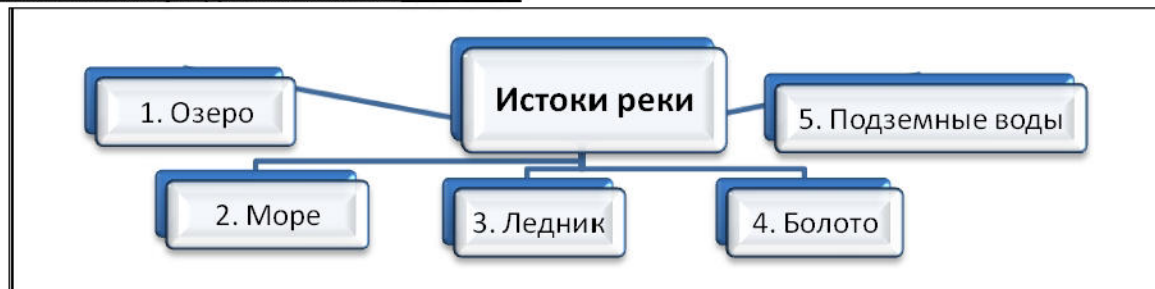 Истоки реки
1. Озеро
5. Подземные воды
2. Море
3. Ледник
4. Болото